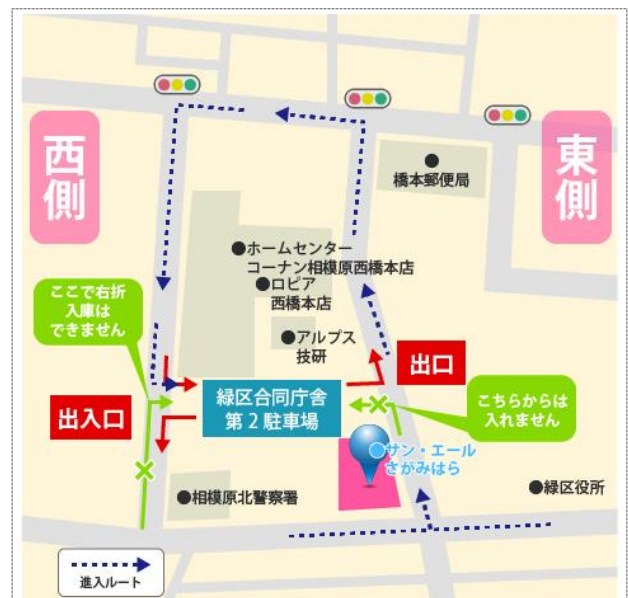 西側
東側
橋本郵便局
ホームセンター
コーナン相模原西橋本店
ロピア
西橋本店
アルプス
技研
ここで右折
入庫は
できません
出口
緑区合同庁舎
第2駐車場
こちらからは
入れません
出入口
サン・エール
さがみはら
相模原北警察署
緑区役所
進入ルート